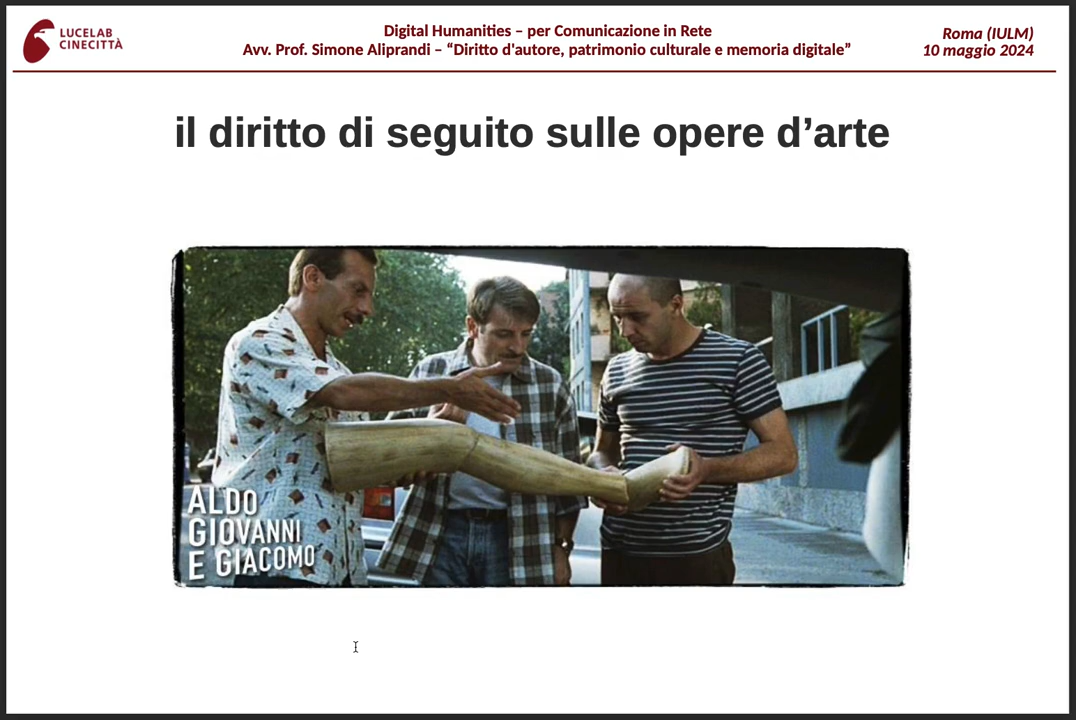 LUCELAB
CINECITTÀ
Digital Humanities – per Comunicazione in Rete
Avv. Prof. Simone Aliprandi – “Diritto d'autore, patrimonio culturale e memoria digitale”
Roma (IULM)
10 maggio 2024
il diritto di seguito sulle opere d’arte
ALDO
GIOVANNI
E GIACOMO